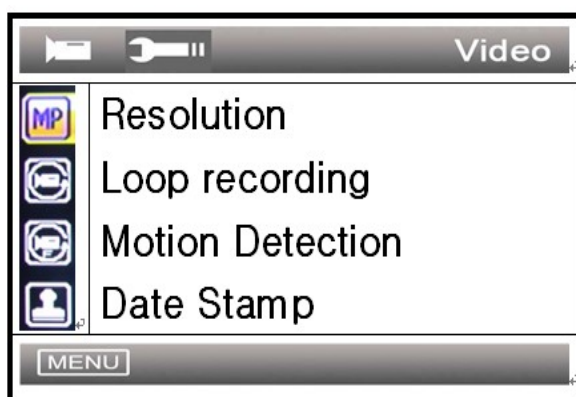 Video
MP Resolution
Loop recording
Motion Detection
Date Stamp
MENU